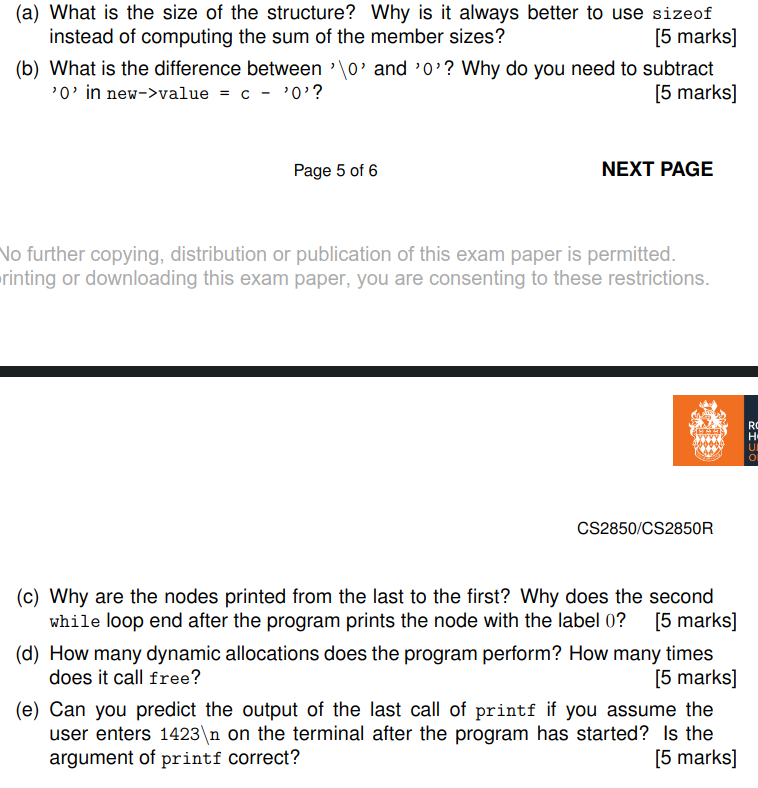 (a) What is the size of the structure? Why is it always better to use sizeof
instead of computing the sum of the member sizes? [5 marks]
(b) What is the difference between '\0' and '0'? Why do you need to subtract
'0' in new->value = c - '0'? [5 marks]
Page 5 of 6 NEXT PAGE
No further copying, distribution or publication of this exam paper is permitted.
rinting or downloading this exam paper, you are consenting to these restrictions.
CS2850/CS2850R
(c) Why are the nodes printed from the last to the first? Why does the second
while loop end after the program prints the node with the label 0? [5 marks]
(d) How many dynamic allocations does the program perform? How many times
does it call free? [5 marks]
(e) Can you predict the output of the last call of printf if you assume the
user enters 1423\n on the terminal after the program has started? Is the
argument of printf correct? [5 marks]